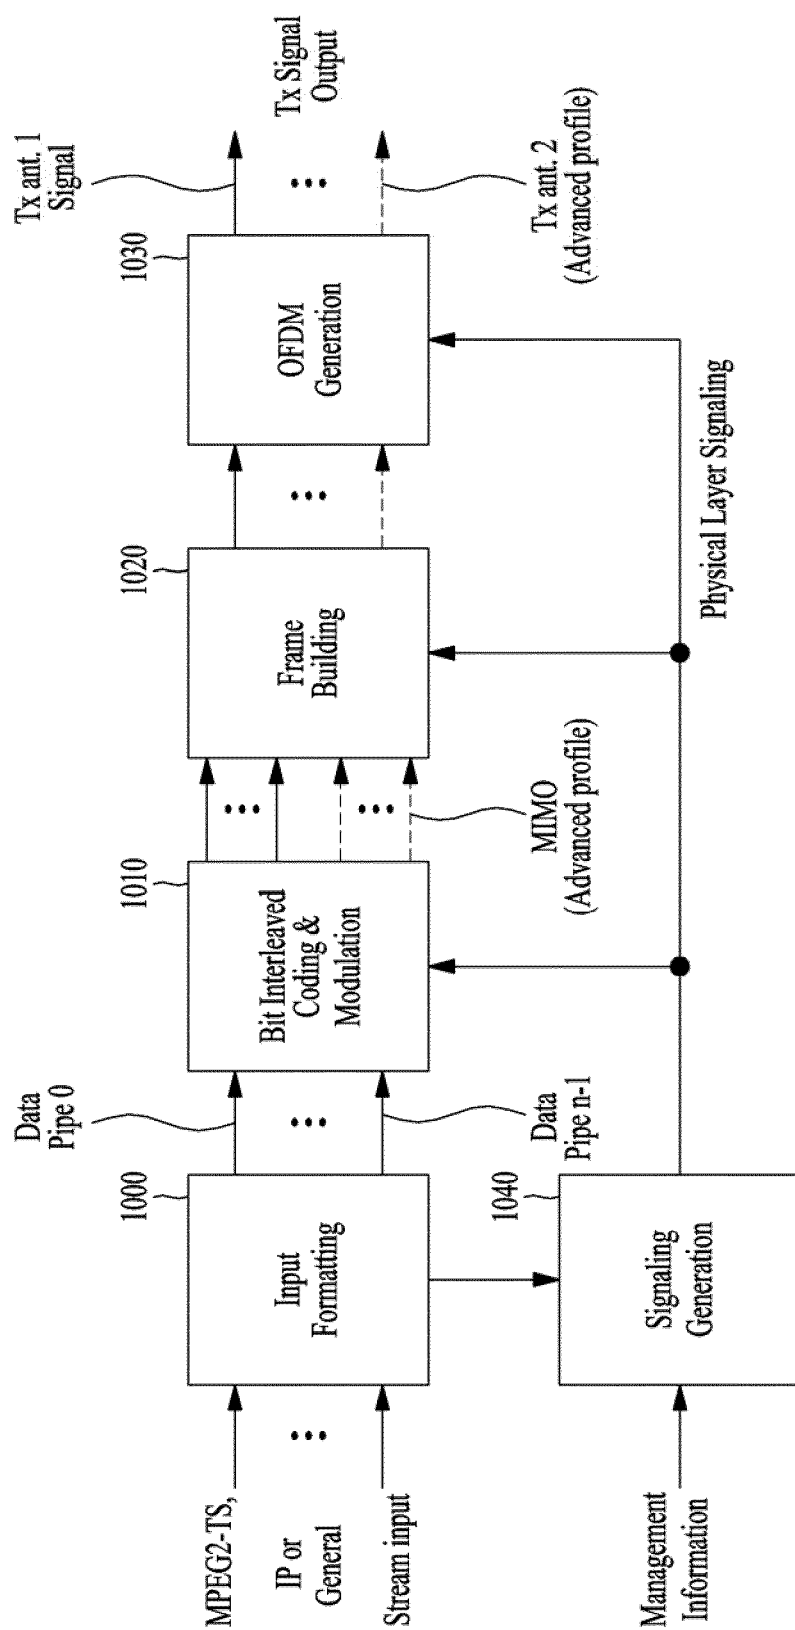 MPEG2-TS,
IP or
General
Stream input
Management
Information
1000
Input
Formatting
1040
Signaling
Generation
Data
Pipe 0
Data
Pipe n-1
1010
Bit Interleaved
Coding &
Modulation
MIMO
(Advanced profile)
1020
Frame
Building
Physical Layer Signaling
1030
OFDM
Generation
Tx ant. 1
Signal
Tx ant. 2
(Advanced profile)
Tx Signal
Output